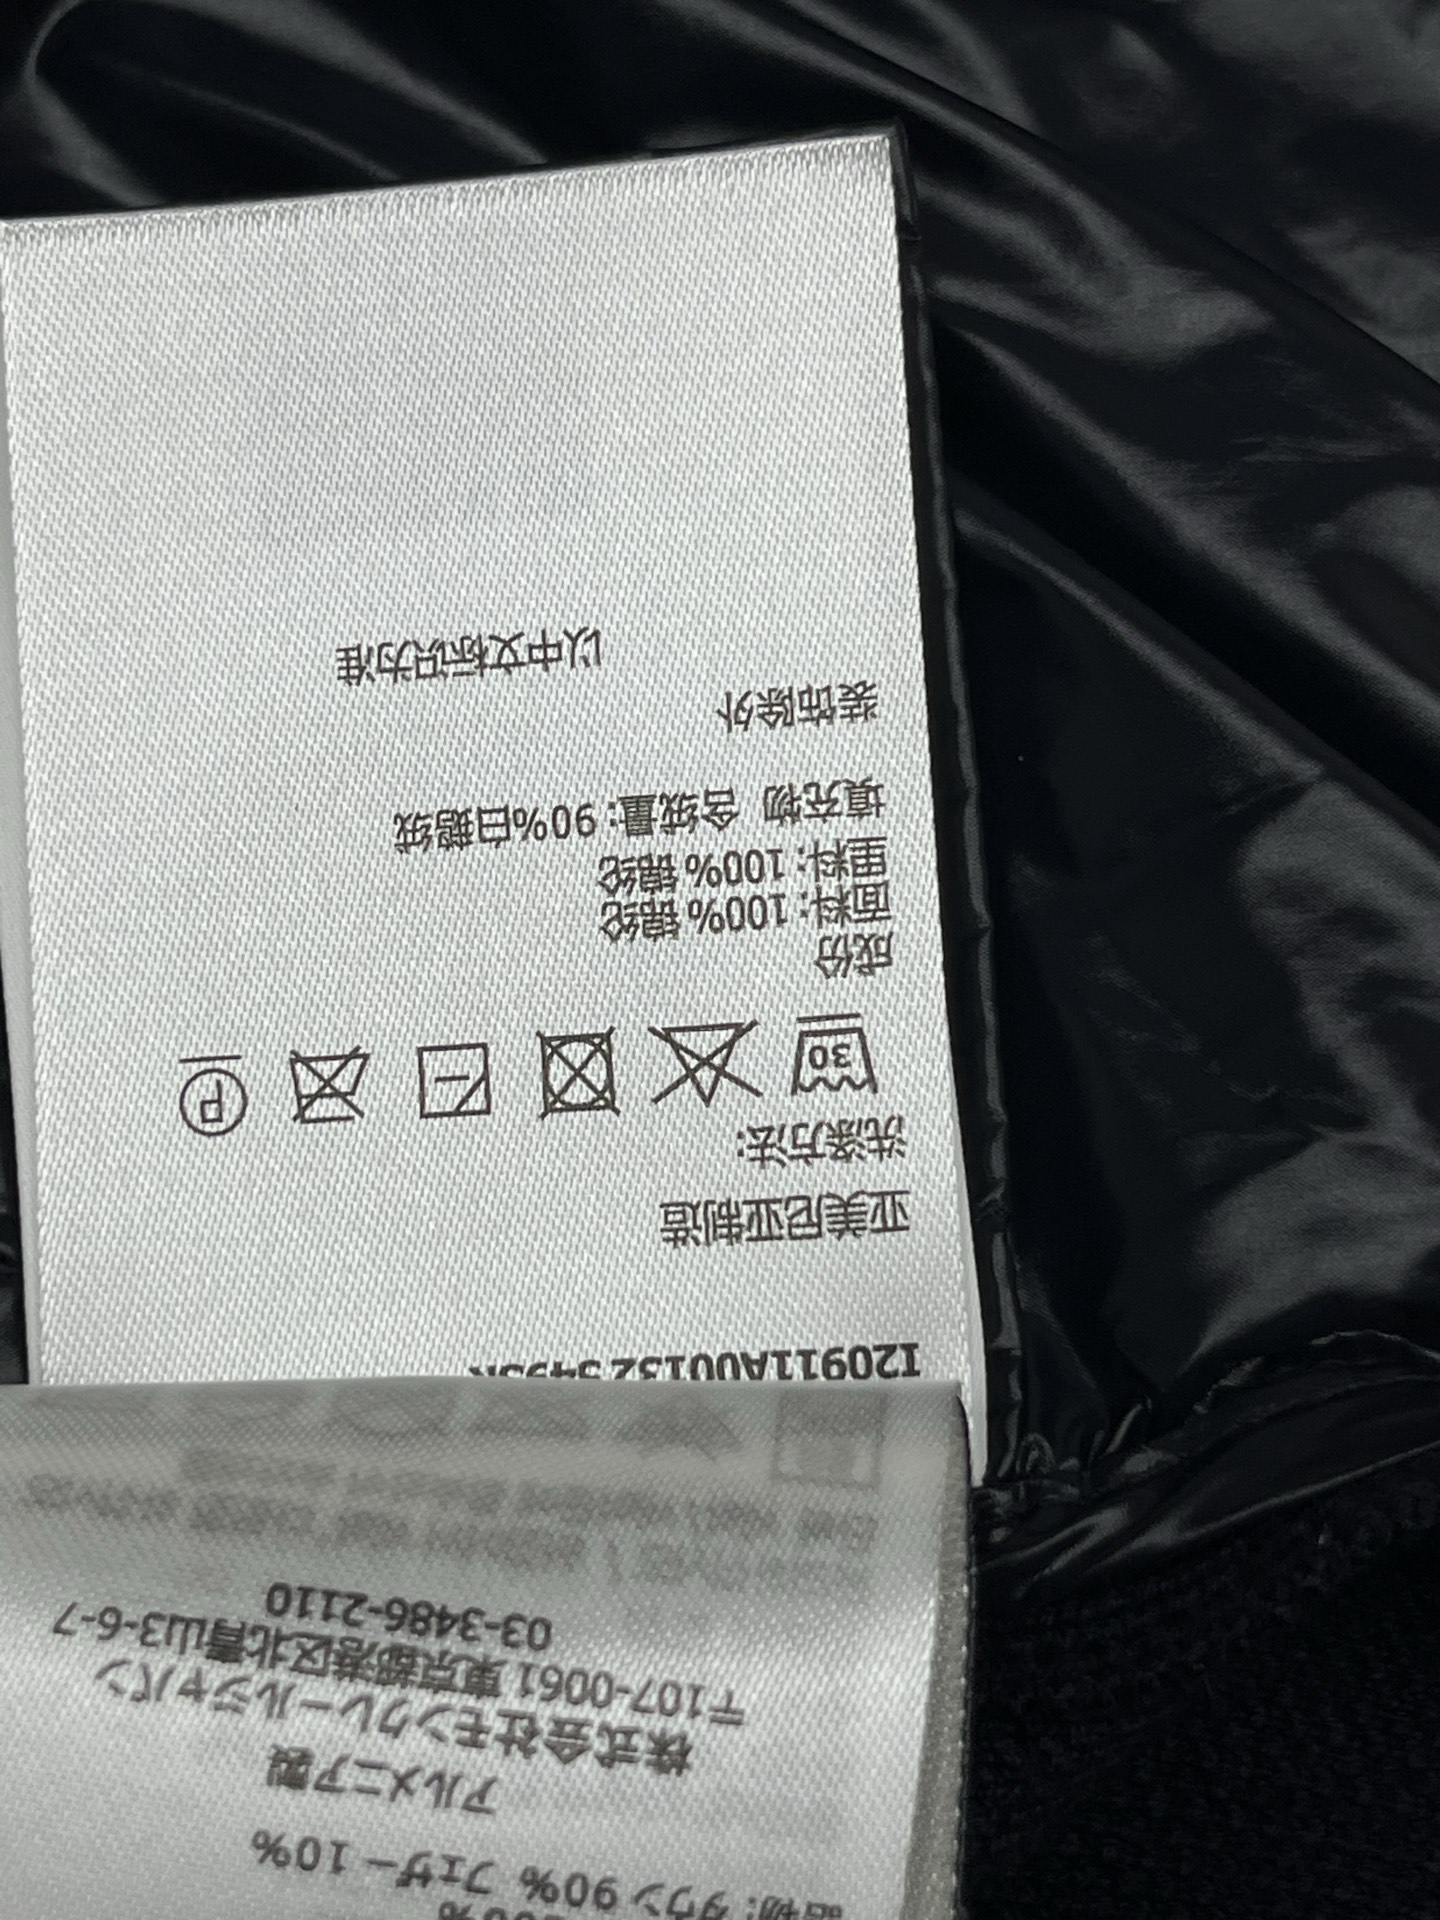 詰物: ダウン 90% フェザー 10%
アルメニア製
株式会社モンクレールジャパン
〒107-0061 東京都港区北青山3-6-7
03-3486-2110
I20911A00132 5499R
亚美尼亚制造
洗涤方法:
30
P
成份
面料: 100% 锦纶
里料: 100% 锦纶
填充物 含绒量: 90%白鹅绒
装饰除外
以中文标识为准